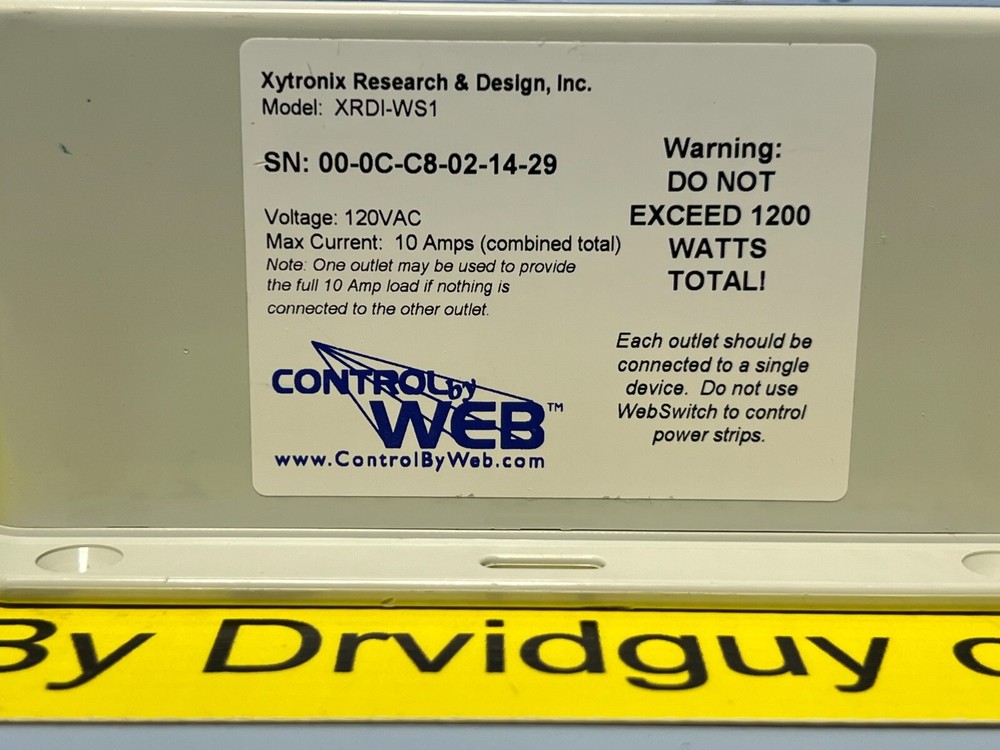 Xytronix Research & Design, Inc.
Model: XRDI-WS1
SN: 00-0C-C8-02-14-29
Voltage: 120VAC
Max Current: 10 Amps (combined total)
Note: One outlet may be used to provide
the full 10 Amp load if nothing is
connected to the other outlet.
Warning:
DO NOT
EXCEED 1200
WATTS
TOTAL!
Each outlet should be
connected to a single
device. Do not use
WebSwitch to control
power strips.
CONTROL by
WEB™
www.ControlByWeb.com
By Drvidguy